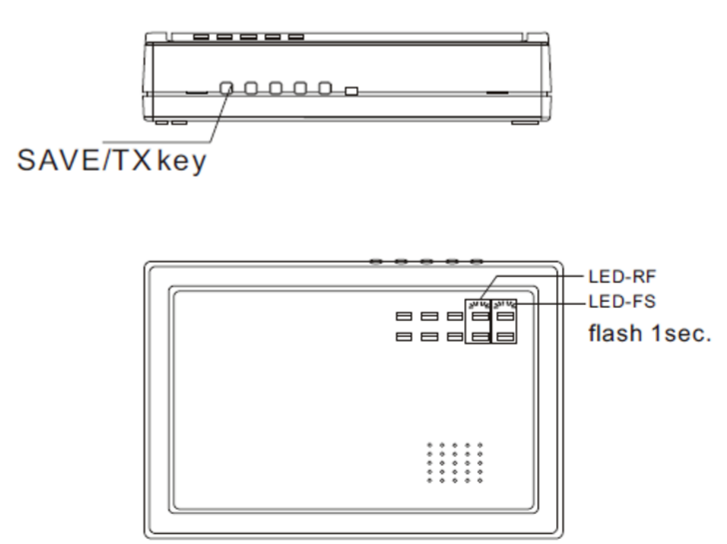 SAVE/TX key
LED-RF
LED-FS
flash 1sec.